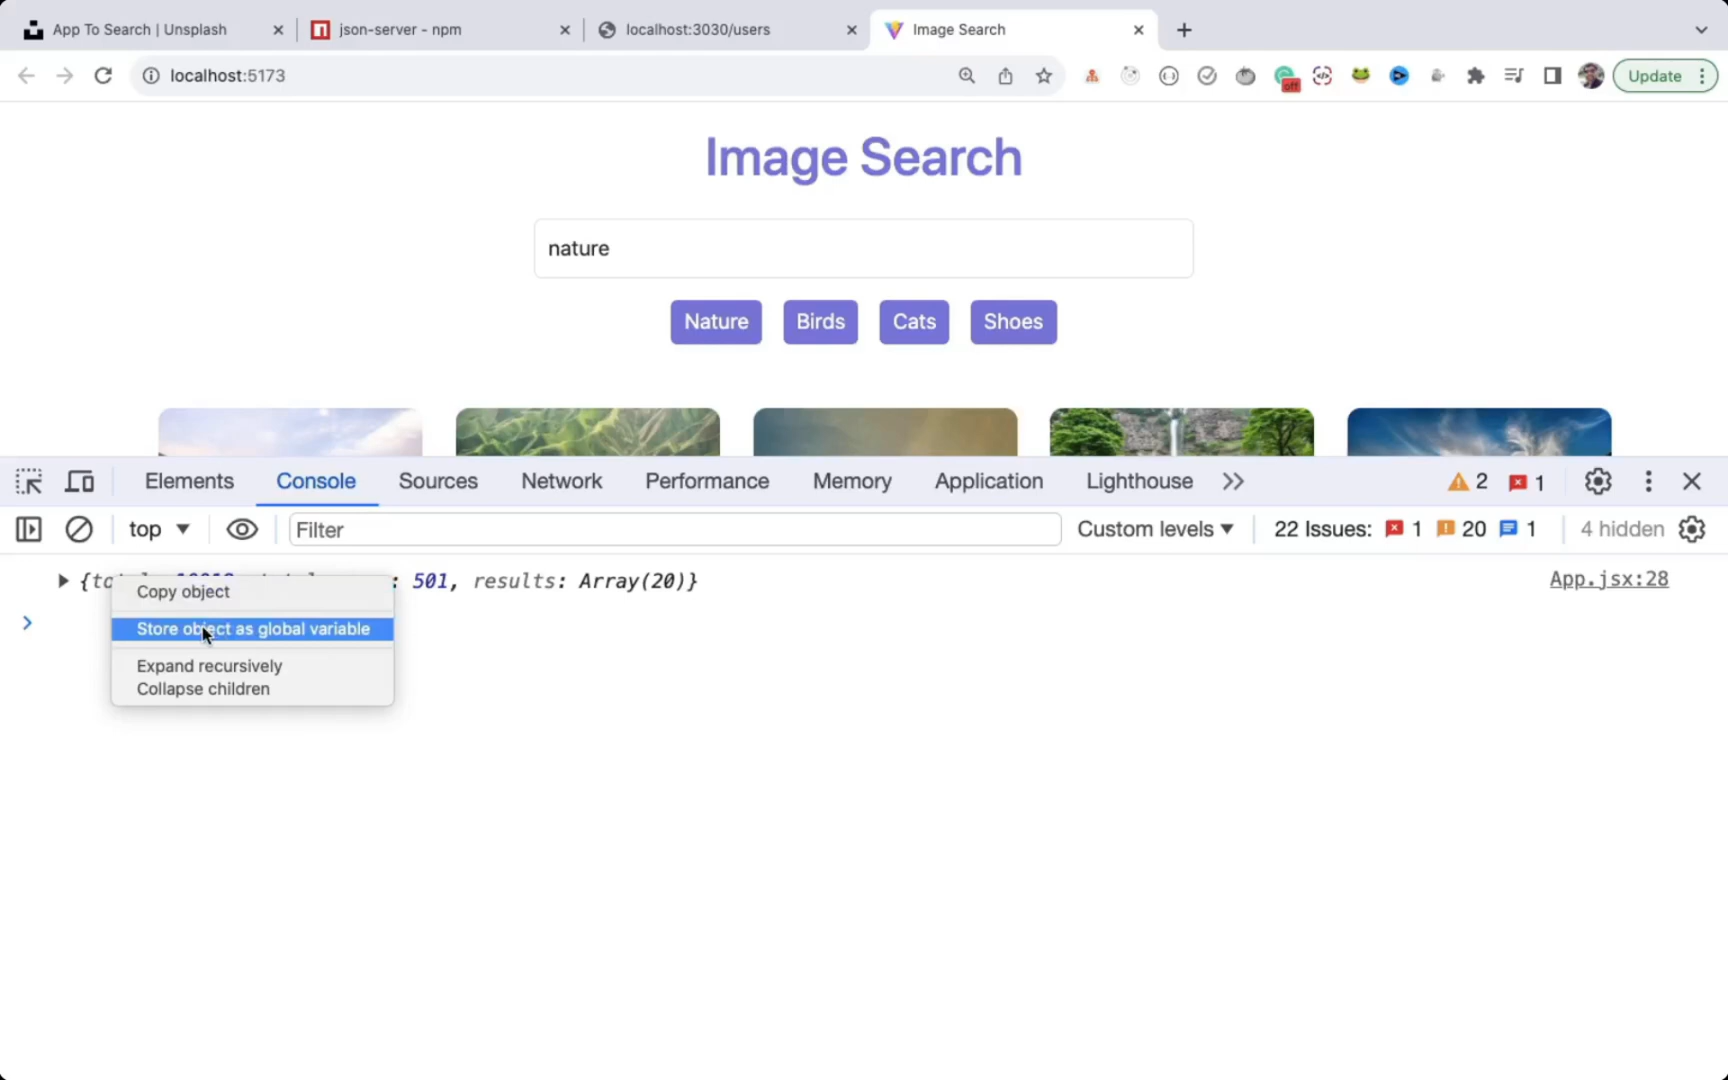 App To Search | Unsplash
json-server - npm
localhost:3030/users
Image Search
localhost:5173
off
Update
Image Search
nature
Nature Birds Cats Shoes
Elements Console Sources Network Performance Memory Application Lighthouse 2 1
top Filter Custom levels 22 Issues: 1 20 1 4 hidden
: 501, results: Array(20)} App.jsx:28
Copy object
Store object as global variable
Expand recursively
Collapse children